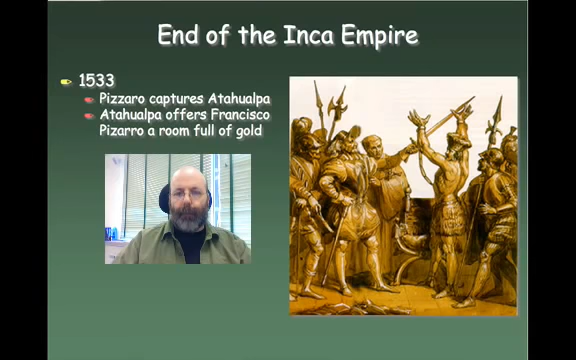 End of the Inca Empire
1533
Pizzaro captures Atahualpa
Atahualpa offers Francisco
Pizarro a room full of gold